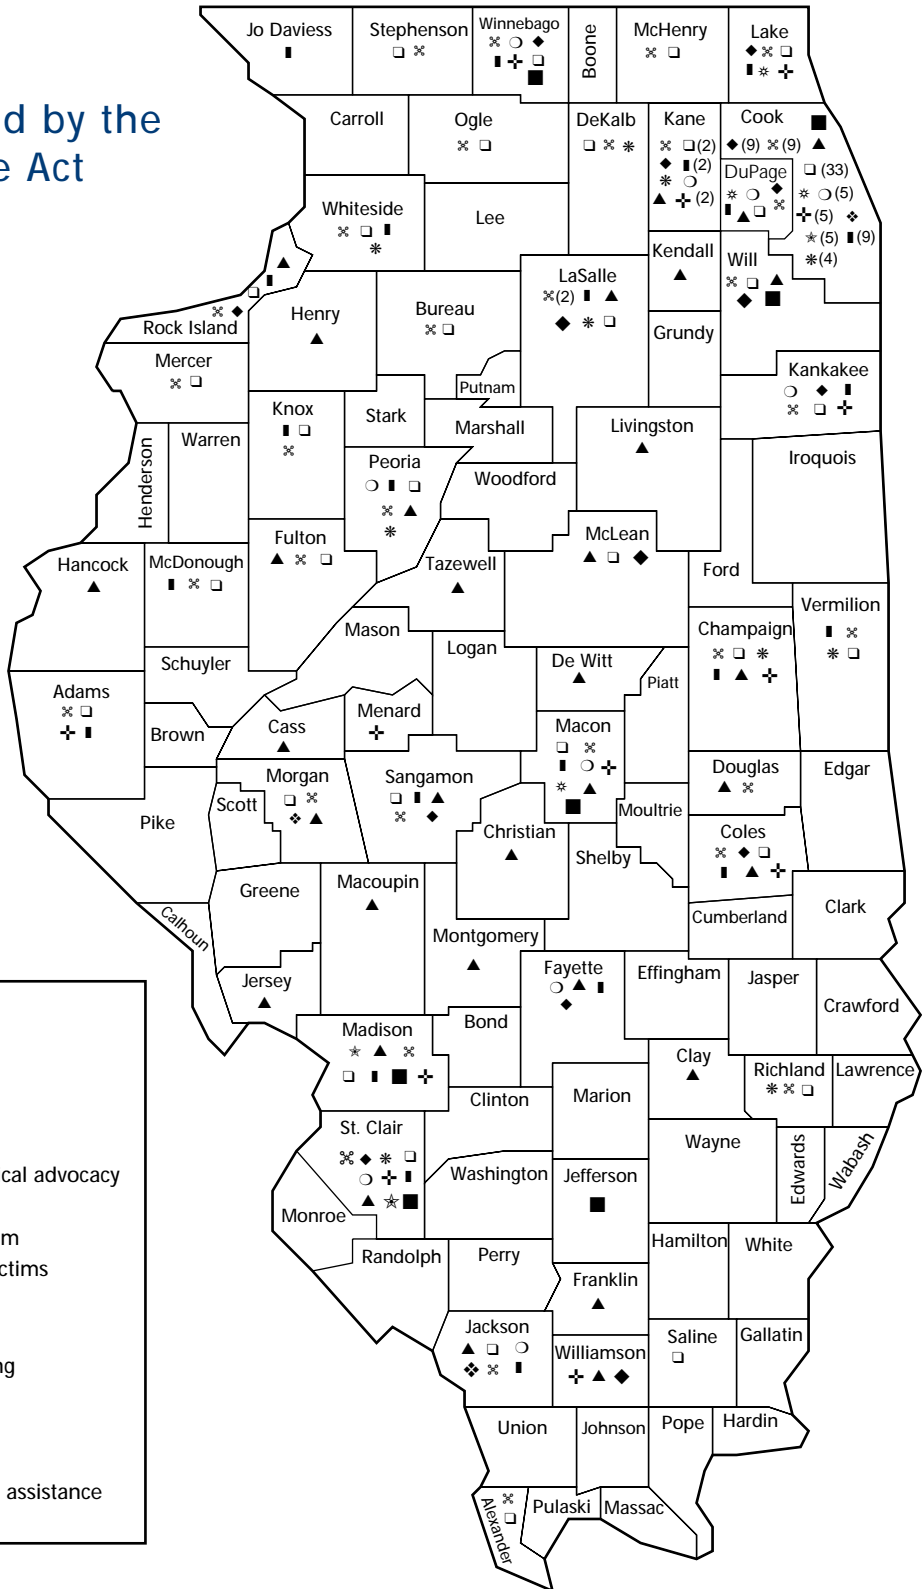 d by the
e Act
Jo Daviess
Stephenson
Winnebago
Boone
McHenry
Lake
Carroll
Ogle
DeKalb
Kane
(2)
(2)
(2)
Cook
(9) (9)
(33)
(5)
(5)
(5) (9)
(4)
DuPage
Whiteside
Lee
Kendall
Will
LaSalle
(2)
Rock Island
Henry
Bureau
Grundy
Mercer
Putnam
Kankakee
Knox
Stark
Marshall
Livingston
Henderson
Warren
Peoria
Woodford
Iroquois
Hancock
McDonough
Fulton
Tazewell
McLean
Ford
Vermilion
Mason
Logan
Champaign
Schuyler
De Witt
Piatt
Adams
Brown
Cass
Menard
Macon
Morgan
Sangamon
Douglas
Edgar
Pike
Scott
Christian
Moultrie
Shelby
Coles
Greene
Macoupin
Cumberland
Clark
Calhoun
Montgomery
Jersey
Fayette
Effingham
Jasper
Crawford
Madison
Bond
Clay
Richland
Lawrence
Clinton
Marion
St. Clair
Wayne
Edwards
Wabash
Washington
Jefferson
Monroe
Randolph
Perry
Hamilton
White
Franklin
Jackson
Williamson
Saline
Gallatin
Union
Johnson
Pope
Hardin
Alexander
Pulaski
Massac
cal advocacy
m
ctims
ng
assistance